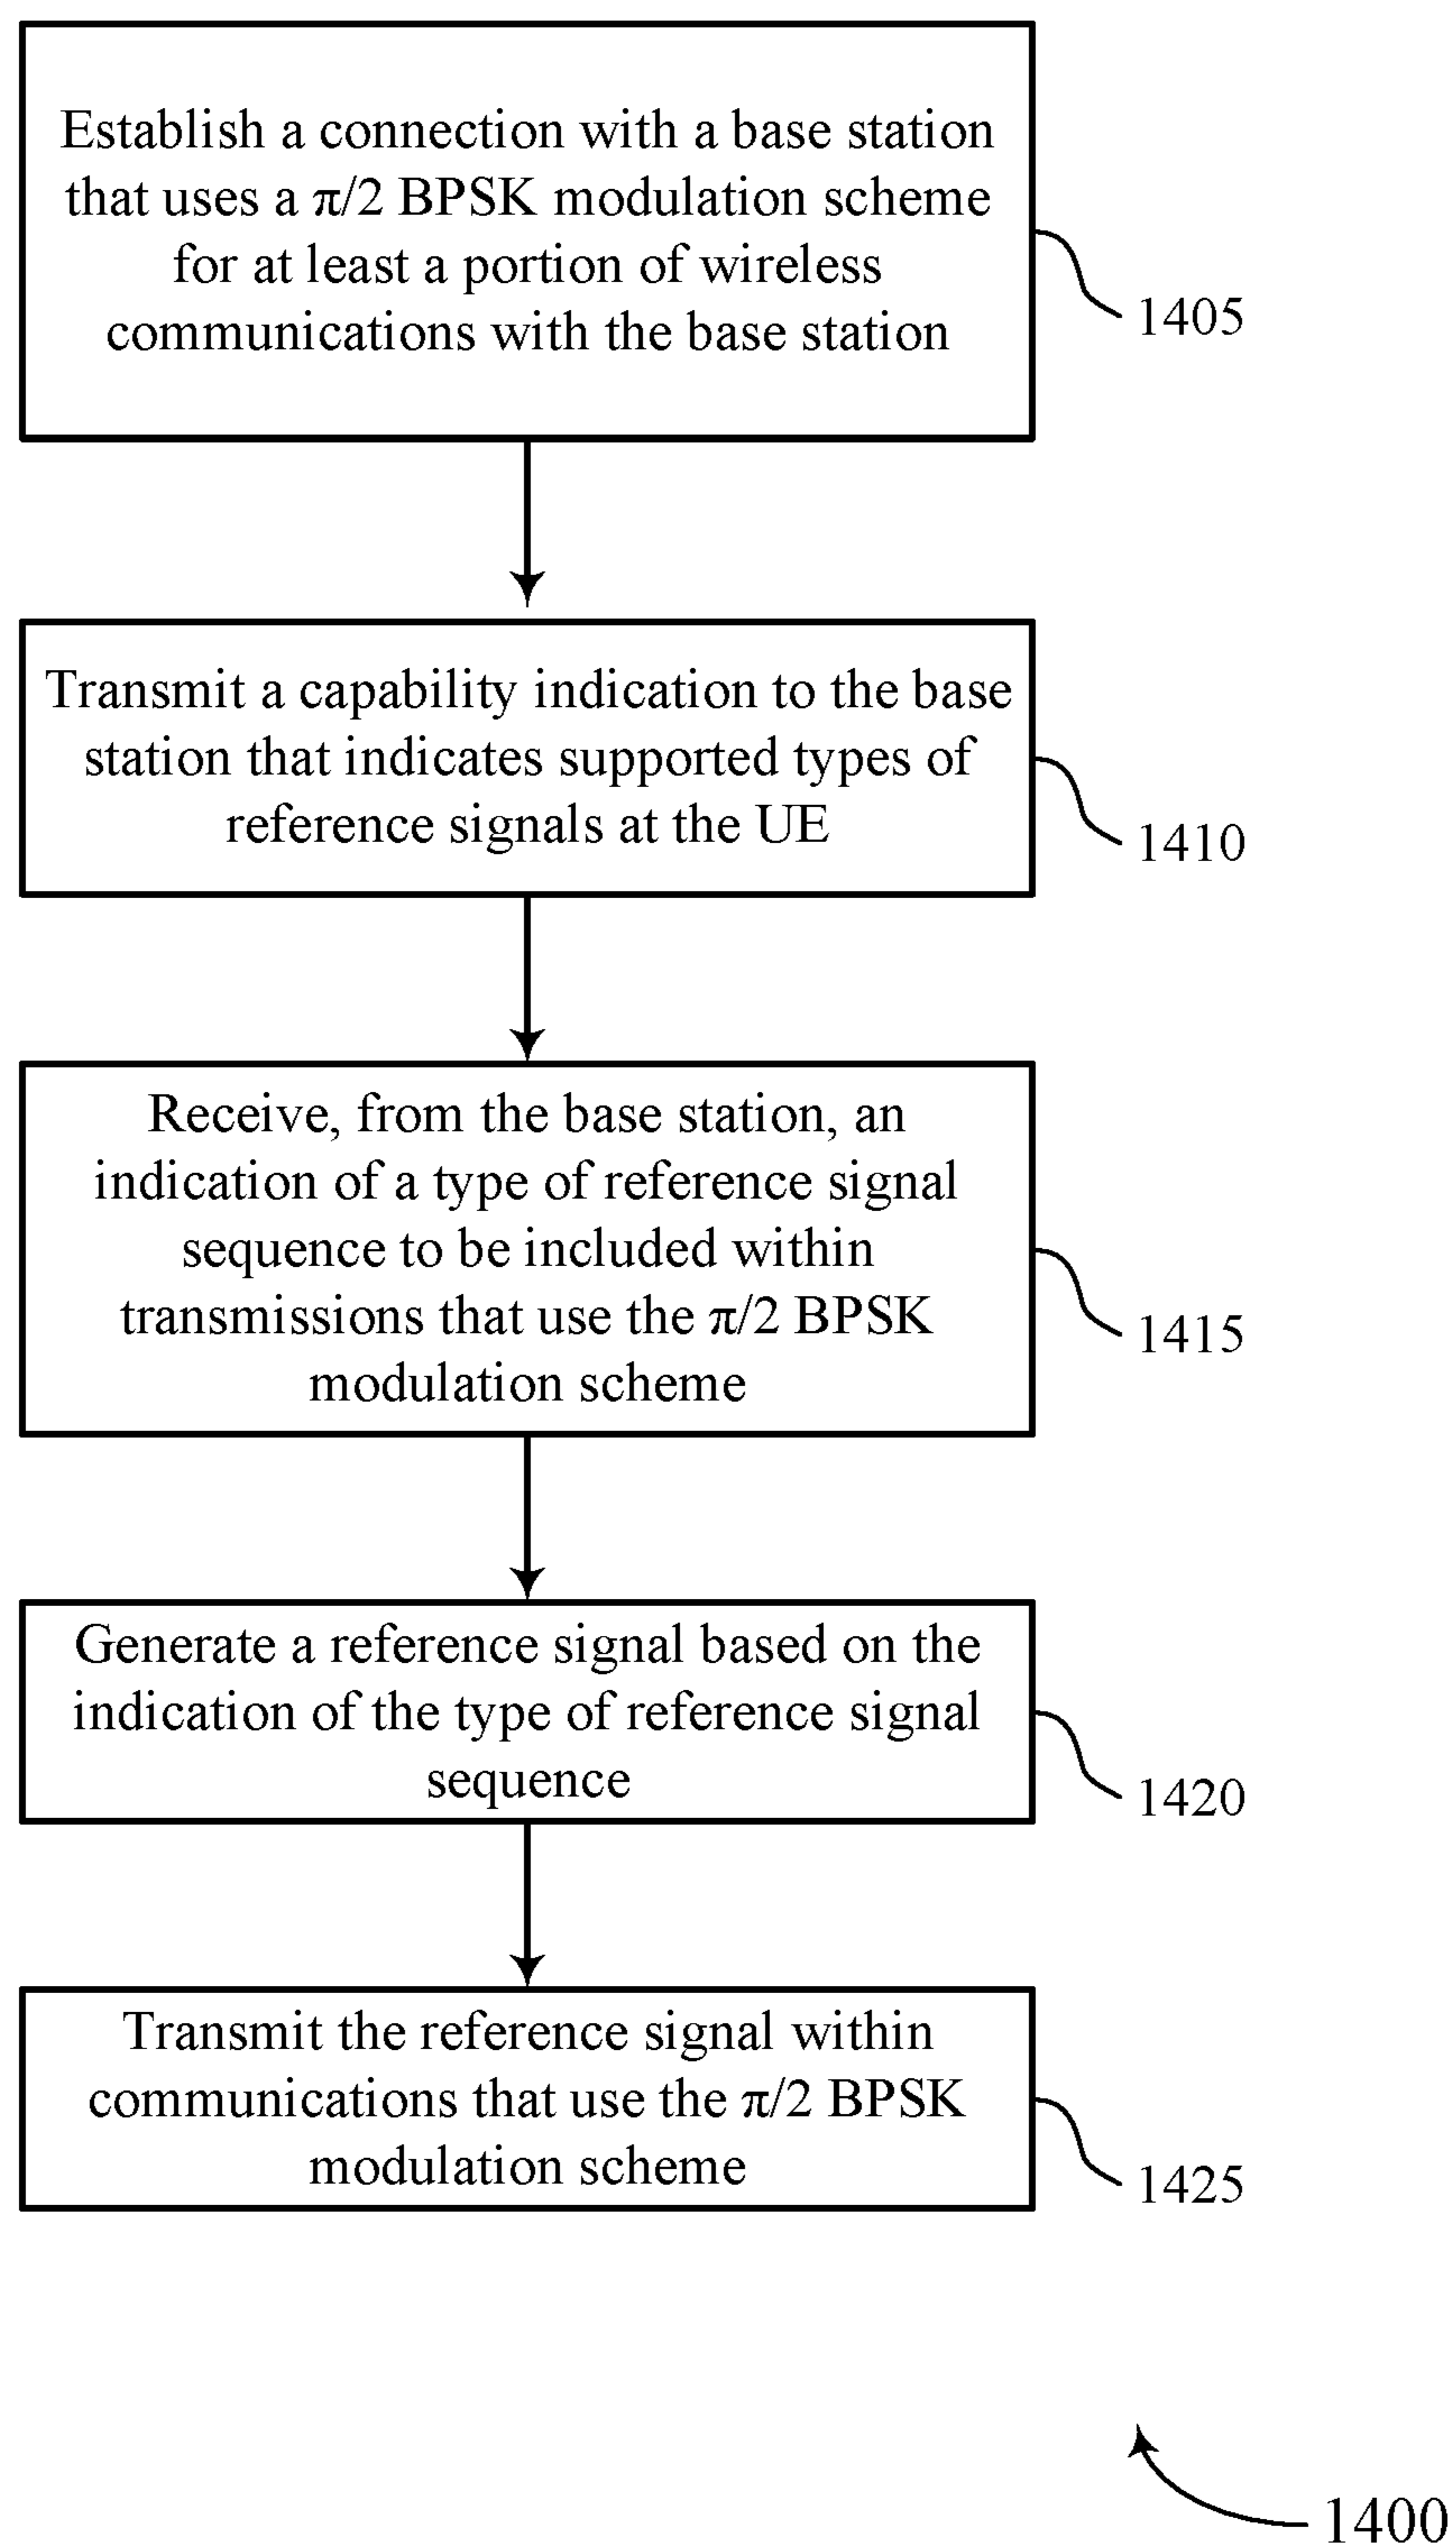 Establish a connection with a base station
that uses a π/2 BPSK modulation scheme
for at least a portion of wireless
communications with the base station
1405
Transmit a capability indication to the base
station that indicates supported types of
reference signals at the UE
1410
Receive, from the base station, an
indication of a type of reference signal
sequence to be included within
transmissions that use the π/2 BPSK
modulation scheme
1415
Generate a reference signal based on the
indication of the type of reference signal
sequence
1420
Transmit the reference signal within
communications that use the π/2 BPSK
modulation scheme
1425
1400